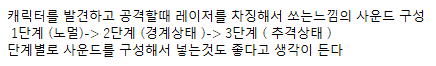 캐릭터를 발견하고 공격할때 레이저를 차징해서 쏘는느낌의 사운드 구성
1단계 (노멀)-> 2단계 (경계상태 )-> 3단계 ( 추격상태 )
단계별로 사운드를 구성해서 넣는것도 좋다고 생각이 든다